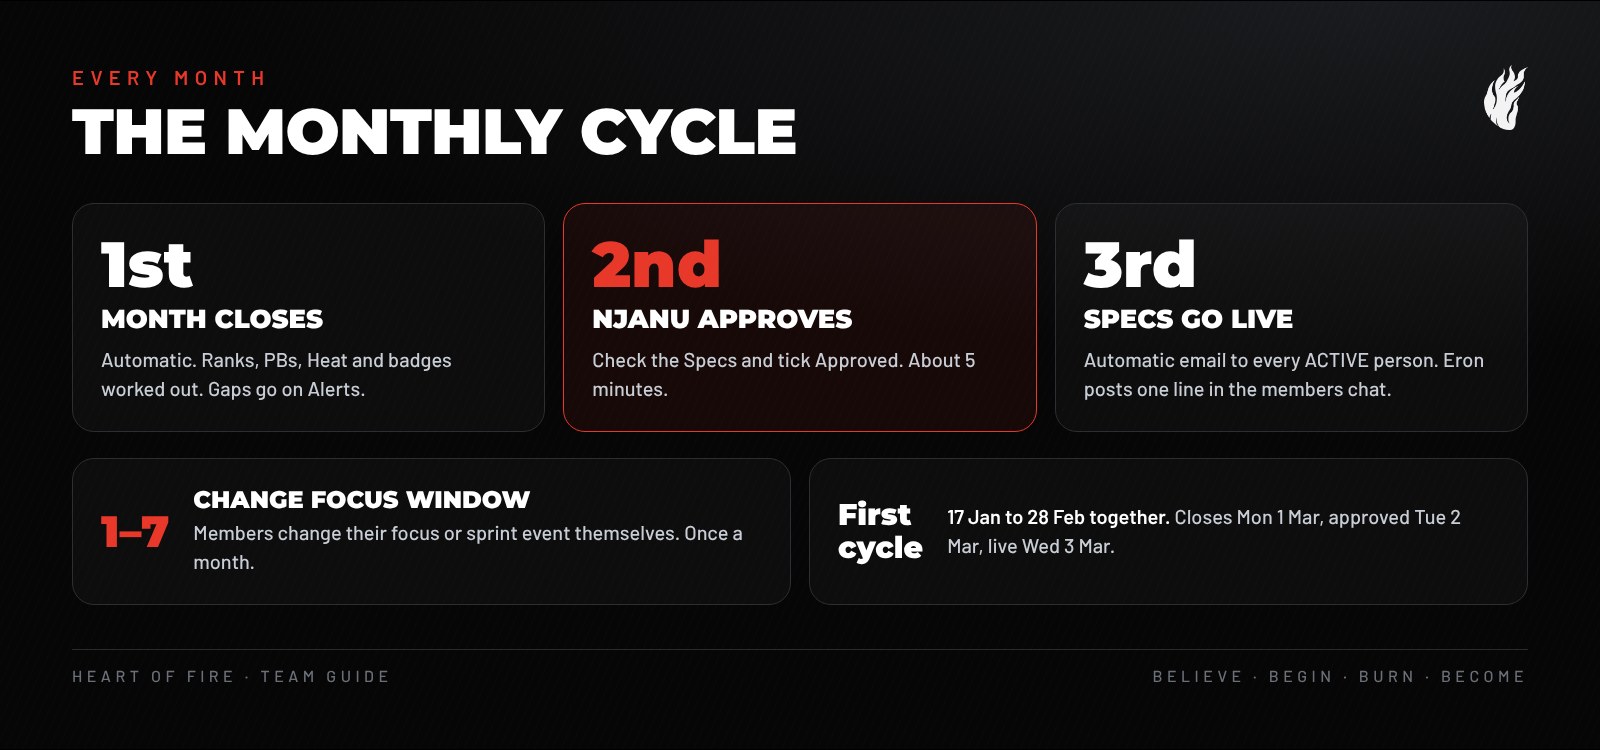 EVERY MONTH
THE MONTHLY CYCLE
1st
MONTH CLOSES
Automatic. Ranks, PBs, Heat and badges
worked out. Gaps go on Alerts.
2nd
NJANU APPROVES
Check the Specs and tick Approved. About 5
minutes.
3rd
SPECS GO LIVE
Automatic email to every ACTIVE person. Eron
posts one line in the members chat.
1–7
CHANGE FOCUS WINDOW
Members change their focus or sprint event themselves. Once a
month.
First
cycle
17 Jan to 28 Feb together. Closes Mon 1 Mar, approved Tue 2
Mar, live Wed 3 Mar.
HEART OF FIRE · TEAM GUIDE
BELIEVE · BEGIN · BURN · BECOME